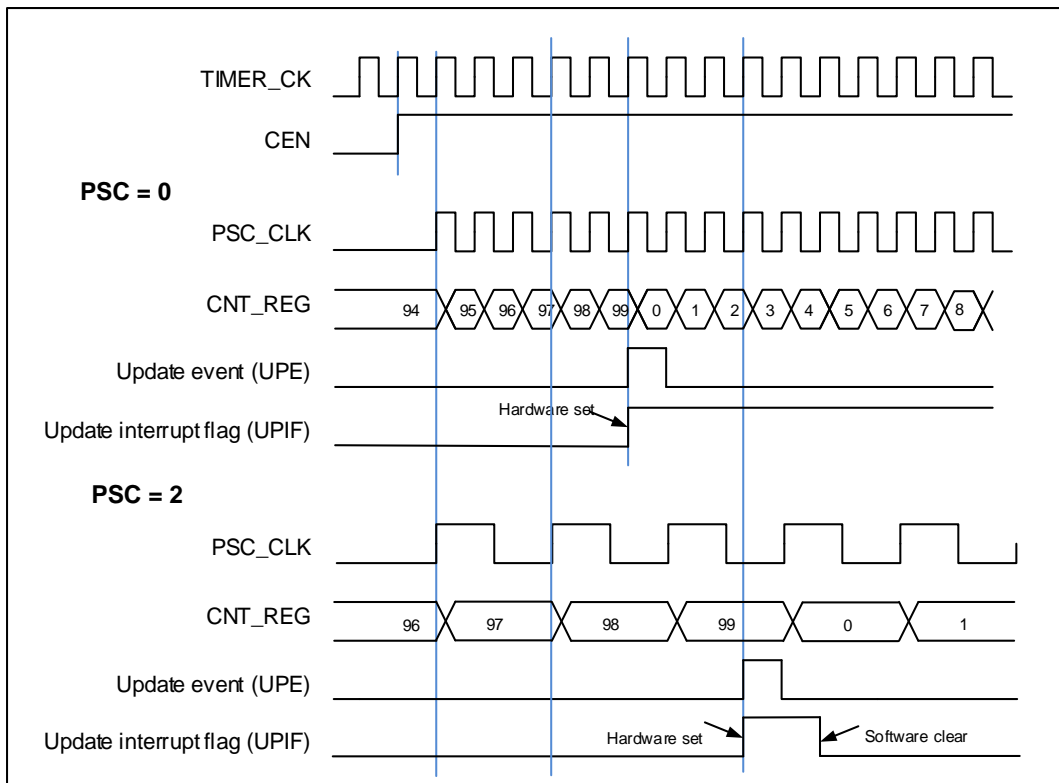 TIMER_CK
CEN
PSC = 0
PSC_CLK
CNT_REG 94 95 96 97 98 99 0 1 2 3 4 5 6 7 8
Update event (UPE)
Hardware set
Update interrupt flag (UPIF)
PSC = 2
PSC_CLK
CNT_REG 96 97 98 99 0 1
Update event (UPE)
Update interrupt flag (UPIF) Hardware set Software clear